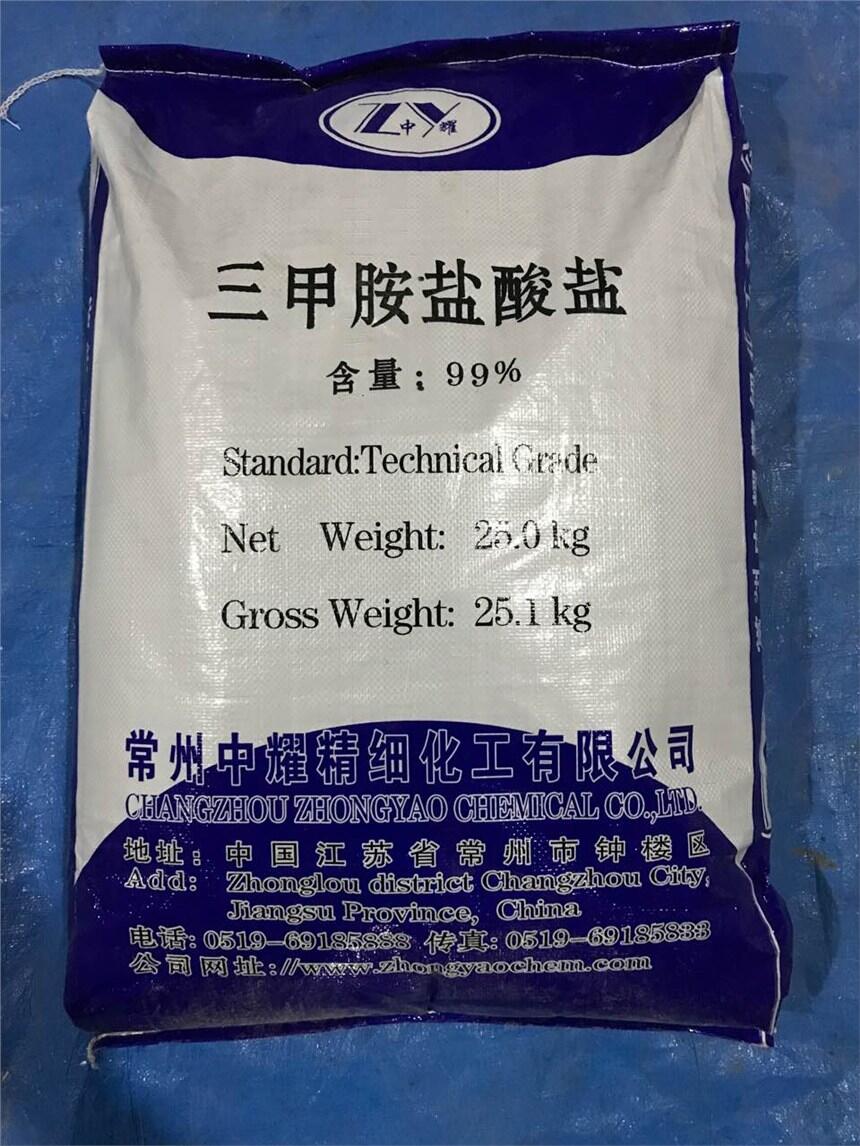 ZY 中耀
三甲胺盐酸盐
含量：99%
Standard:Technical Grade
Net Weight: 25.0 kg
Gross Weight: 25.1 kg
常州中耀精细化工有限公司
CHANGZHOU ZHONGYAO CHEMICAL CO.,LTD.
地址：中国江苏省常州市钟楼区
Add: Zhonglou district Changzhou City,
Jiangsu Province, China
电话: 0519-69185888 传真: 0519-69185833
公司网址://www.zhongyaochem.com